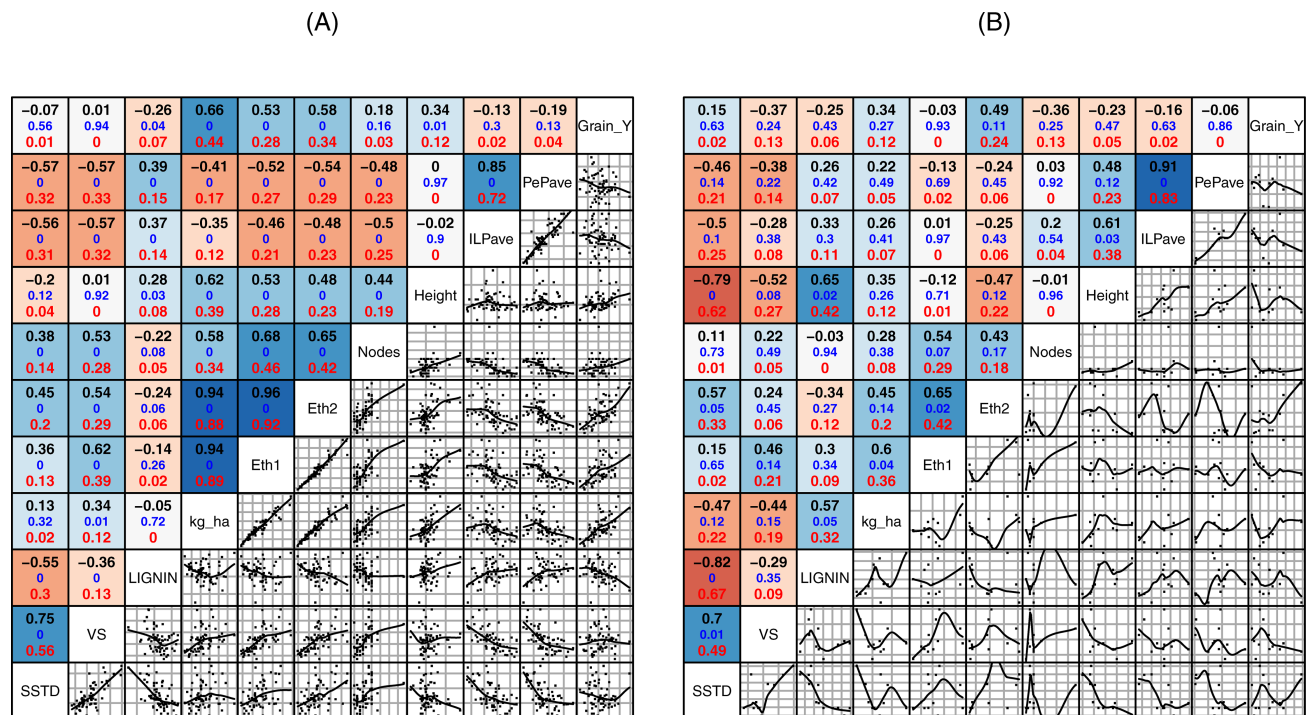 (A) (B)
−0.07 0.01 −0.26 0.66 0.53 0.58 0.18 0.34 −0.13 −0.19 Grain_Y 0.15 −0.37 −0.25 0.34 −0.03 0.49 −0.36 −0.23 −0.16 −0.06 Grain_Y
0.56 0.94 0.04 0 0 0 0.16 0.01 0.3 0.13 0.63 0.24 0.43 0.27 0.93 0.11 0.25 0.47 0.63 0.86
0.01 0 0.07 0.44 0.28 0.34 0.03 0.12 0.02 0.04 0.02 0.13 0.06 0.12 0 0.24 0.13 0.05 0.02 0
−0.57 −0.57 0.39 −0.41 −0.52 −0.54 −0.48 0 0.85 PePave −0.46 −0.38 0.26 0.22 −0.13 −0.24 0.03 0.48 0.91 PePave
0 0 0 0 0 0 0 0.97 0 0.14 0.22 0.42 0.49 0.69 0.45 0.92 0.12 0
0.32 0.33 0.15 0.17 0.27 0.29 0.23 0 0.72 0.21 0.14 0.07 0.05 0.02 0.06 0 0.23 0.83
−0.56 −0.57 0.37 −0.35 −0.46 −0.48 −0.5 −0.02 ILPave −0.5 −0.28 0.33 0.26 0.01 −0.25 0.2 0.61 ILPave
0 0 0 0 0 0 0 0.9 0.1 0.38 0.3 0.41 0.97 0.43 0.54 0.03
0.31 0.32 0.14 0.12 0.21 0.23 0.25 0 0.25 0.08 0.11 0.07 0 0.06 0.04 0.38
−0.2 0.01 0.28 0.62 0.53 0.48 0.44 Height −0.79 −0.52 0.65 0.35 −0.12 −0.47 −0.01 Height
0.12 0.92 0.03 0 0 0 0 0 0.08 0.02 0.26 0.71 0.12 0.96
0.04 0 0.08 0.39 0.28 0.23 0.19 0.62 0.27 0.42 0.12 0.01 0.22 0
0.38 0.53 −0.22 0.58 0.68 0.65 Nodes 0.11 0.22 −0.03 0.28 0.54 0.43 Nodes
0 0 0.08 0 0 0 0.73 0.49 0.94 0.38 0.07 0.17
0.14 0.28 0.05 0.34 0.46 0.42 0.01 0.05 0 0.08 0.29 0.18
0.45 0.54 −0.24 0.94 0.96 Eth2 0.57 0.24 −0.34 0.45 0.65 Eth2
0 0 0.06 0 0 0.05 0.45 0.27 0.14 0.02
0.2 0.29 0.06 0.88 0.92 0.33 0.06 0.12 0.2 0.42
0.36 0.62 −0.14 0.94 Eth1 0.15 0.46 0.3 0.6 Eth1
0 0 0.26 0 0.65 0.14 0.34 0.04
0.13 0.39 0.02 0.89 0.02 0.21 0.09 0.36
0.13 0.34 −0.05 kg_ha −0.47 −0.44 0.57 kg_ha
0.32 0.01 0.72 0.12 0.15 0.05
0.02 0.12 0 0.22 0.19 0.32
−0.55 −0.36 LIGNIN −0.82 −0.29 LIGNIN
0 0 0 0.35
0.3 0.13 0.67 0.09
0.75 VS 0.7 VS
0 0.01
0.56 0.49
SSTD SSTD